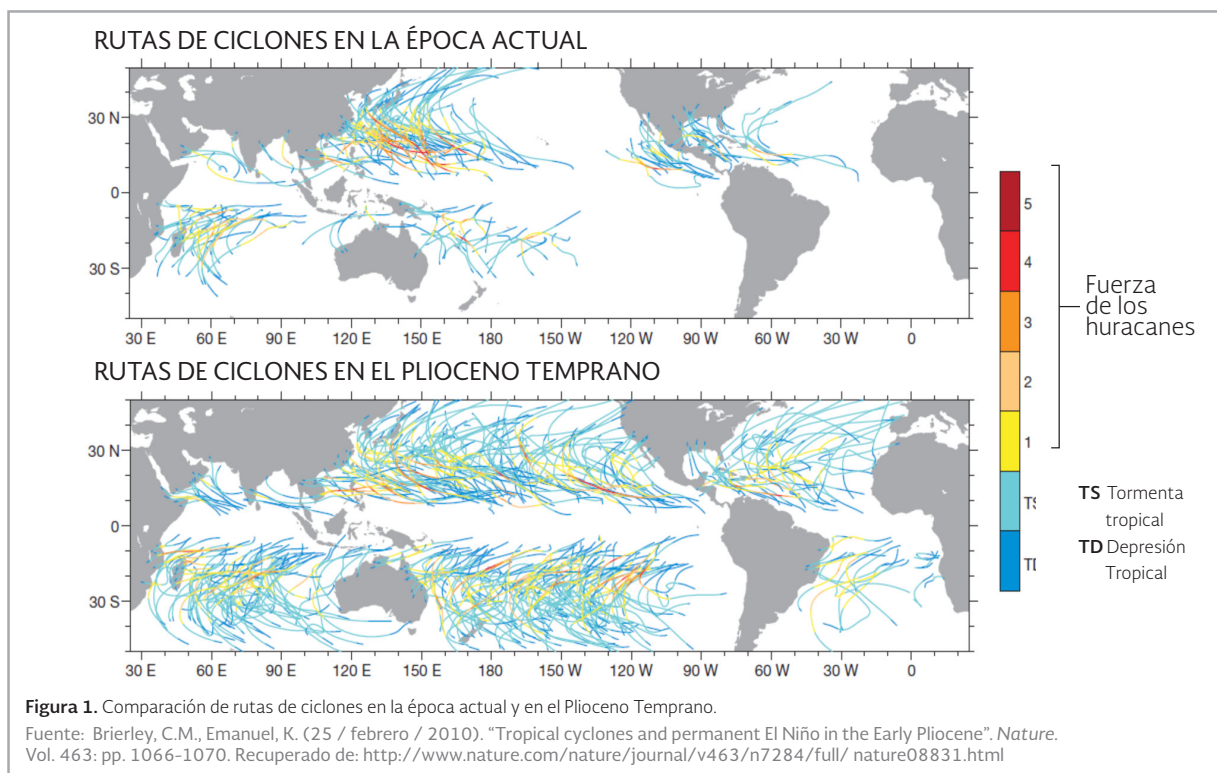 RUTAS DE CICLONES EN LA ÉPOCA ACTUAL
30 N
0
30 S
30 E 60 E 90 E 120 E 150 E 180 150 W 120 W 90 W 60 W 30 W 0
RUTAS DE CICLONES EN EL PLIOCENO TEMPRANO
30 N
0
30 S
30 E 60 E 90 E 120 E 150 E 180 150 W 120 W 90 W 60 W 30 W 0
5
4
3
2
1
TS
Fuerza
de los
huracanes
TS Tormenta
tropical
TD Depresión
Tropical
Figura 1. Comparación de rutas de ciclones en la época actual y en el Plioceno Temprano.
Fuente: Brierley, C.M., Emanuel, K. (25 / febrero / 2010). “Tropical cyclones and permanent El Niño in the Early Pliocene”. Nature.
Vol. 463: pp. 1066-1070. Recuperado de: http://www.nature.com/nature/journal/v463/n7284/full/ nature08831.html